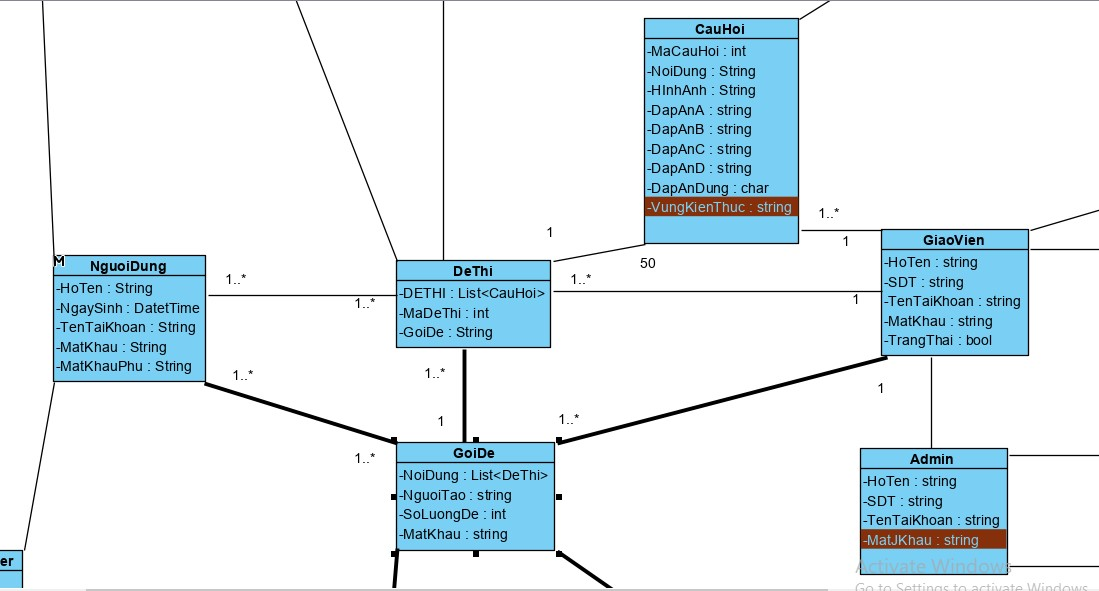 CauHoi
-MaCauHoi : int
-NoiDung : String
-HInhAnh : String
-DapAnA : string
-DapAnB : string
-DapAnC : string
-DapAnD : string
-DapAnDung : char
-VungKienThuc : string
1..*
1
1
50
M
NguoiDung
-HoTen : String
-NgaySinh : DatetTime
-TenTaiKhoan : String
-MatKhau : String
-MatKhauPhu : String
1..*
1..*
DeThi
-DETHI : List<CauHoi>
-MaDeThi : int
-GoiDe : String
1..*
1
GiaoVien
-HoTen : string
-SDT : string
-TenTaiKhoan : string
-MatKhau : string
-TrangThai : bool
1..*
1..*
1..*
1
1..*
1
GoiDe
-NoiDung : List<DeThi>
-NguoiTao : string
-SoLuongDe : int
-MatKhau : string
Admin
-HoTen : string
-SDT : string
-TenTaiKhoan : string
-MatJKhau : string
er
Activate Windows
Go to Settings to activate Windows.